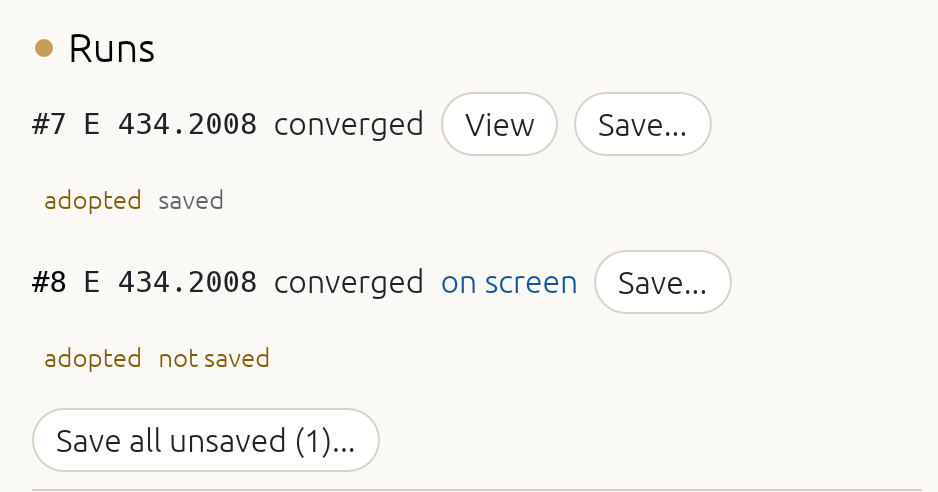 Runs
#7 E 434.2008 converged View Save...
adopted saved
#8 E 434.2008 converged on screen Save...
adopted not saved
Save all unsaved (1)...